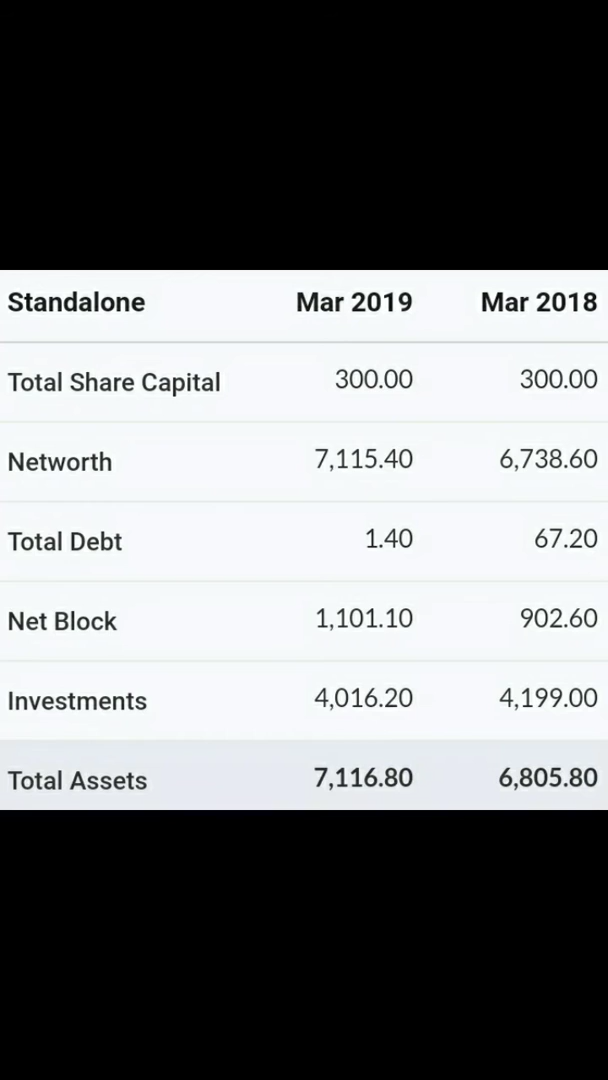 Standalone Mar 2019 Mar 2018
Total Share Capital 300.00 300.00
Networth 7,115.40 6,738.60
Total Debt 1.40 67.20
Net Block 1,101.10 902.60
Investments 4,016.20 4,199.00
Total Assets 7,116.80 6,805.80